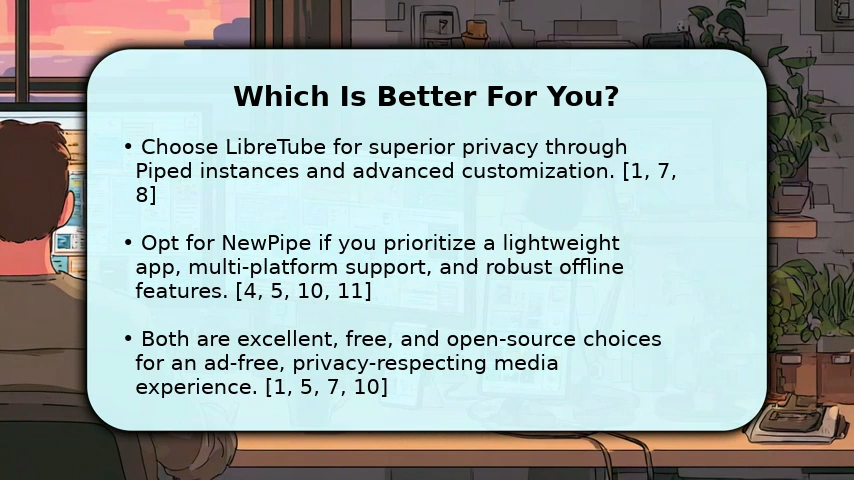 Which Is Better For You?
• Choose LibreTube for superior privacy through
Piped instances and advanced customization. [1, 7,
8]
• Opt for NewPipe if you prioritize a lightweight
app, multi-platform support, and robust offline
features. [4, 5, 10, 11]
• Both are excellent, free, and open-source choices
for an ad-free, privacy-respecting media
experience. [1, 5, 7, 10]